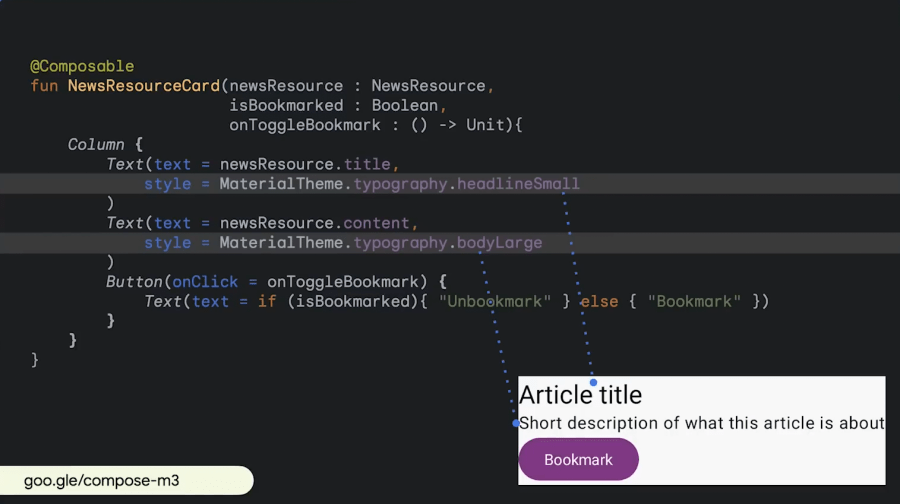 @Composable
fun NewsResourceCard(newsResource : NewsResource,
isBookmarked : Boolean,
onToggleBookmark : () -> Unit){
Column {
Text(text = newsResource.title,
style = MaterialTheme.typography.headlineSmall
)
Text(text = newsResource.content,
style = MaterialTheme.typography.bodyLarge
)
Button(onClick = onToggleBookmark) {
Text(text = if (isBookmarked){ "Unbookmark" } else { "Bookmark" })
}
}
}
Article title
Short description of what this article is about
Bookmark
goo.gle/compose-m3